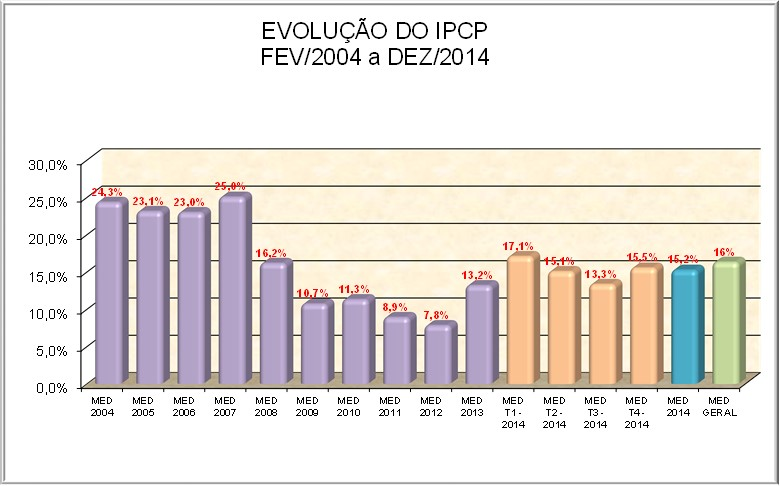 EVOLUÇÃO DO IPCP
FEV/2004 a DEZ/2014
30,0%
25,0%
20,0%
15,0%
10,0%
5,0%
0,0%
24,3%
23,1%
23,0%
25,0%
16,2%
10,7%
11,3%
8,9%
7,8%
13,2%
17,1%
15,1%
13,3%
15,5%
15,2%
16%
MED
2004
MED
2005
MED
2006
MED
2007
MED
2008
MED
2009
MED
2010
MED
2011
MED
2012
MED
2013
MED
T1-
2014
MED
T2-
2014
MED
T3-
2014
MED
T4-
2014
MED
2014
MED
GERAL